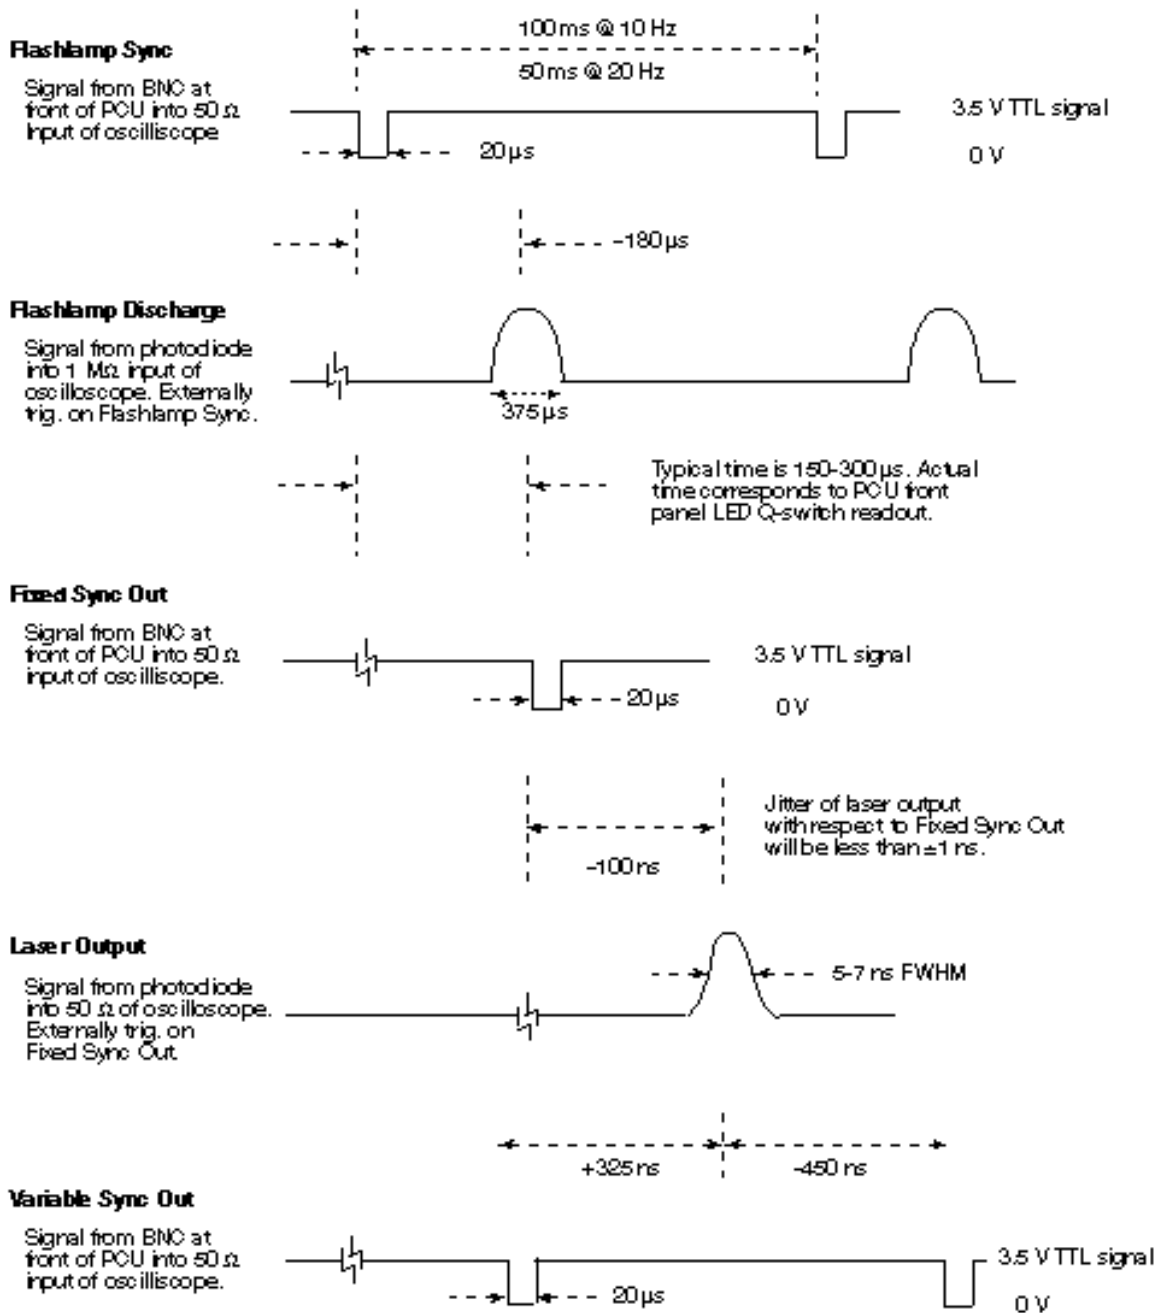 100 ms @ 10 Hz
Flashlamp Sync
50 ms @ 20 Hz
Signal from BNC at
front of PCU into 50 Ω
Input of oscilliscope
3.5 V TTL signal
20 µs
0 V
~180 µs
Flashlamp Discharge
Signal from photodiode
into 1 MΩ input of
oscilloscope. Externally
trig. on Flashlamp Sync.
375 µs
Typical time is 150-300 µs. Actual
time corresponds to PCU front
panel LED Q-switch readout.
Fixed Sync Out
Signal from BNC at
front of PCU into 50 Ω
input of oscilliscope.
3.5 V TTL signal
20 µs
0 V
Jitter of laser output
with respect to Fixed Sync Out
will be less than ±1 ns.
~100 ns
Laser Output
Signal from photodiode
into 50 Ω of oscilloscope.
Externally trig. on
Fixed Sync Out
5-7 ns FWHM
+325 ns
-450 ns
Variable Sync Out
Signal from BNC at
front of PCU into 50 Ω
input of oscilliscope.
3.5 V TTL signal
20 µs
0 V